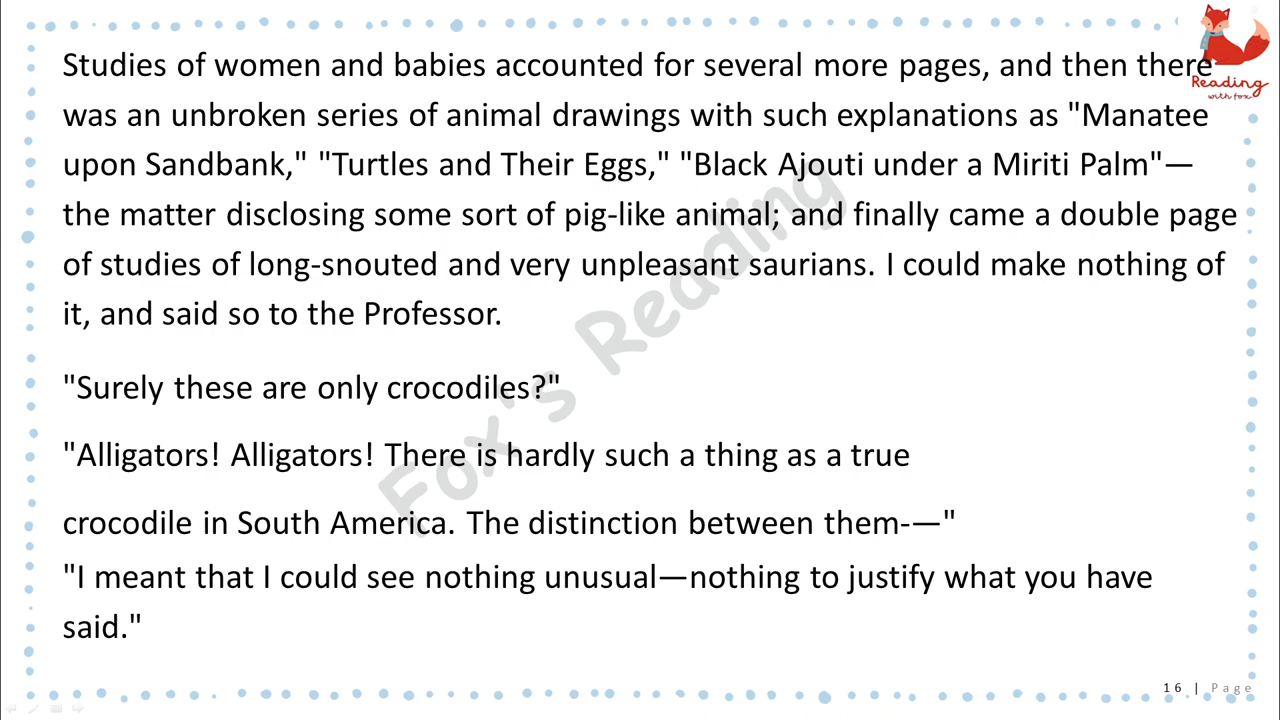 Studies of women and babies accounted for several more pages, and then there
Reading
with fox
was an unbroken series of animal drawings with such explanations as "Manatee
upon Sandbank," "Turtles and Their Eggs," "Black Ajouti under a Miriti Palm"—
the matter disclosing some sort of pig-like animal; and finally came a double page
of studies of long-snouted and very unpleasant saurians. I could make nothing of
it, and said so to the Professor.
"Surely these are only crocodiles?"
"Alligators! Alligators! There is hardly such a thing as a true
crocodile in South America. The distinction between them-—"
"I meant that I could see nothing unusual—nothing to justify what you have
said."
Fox's Reading
16 | Page